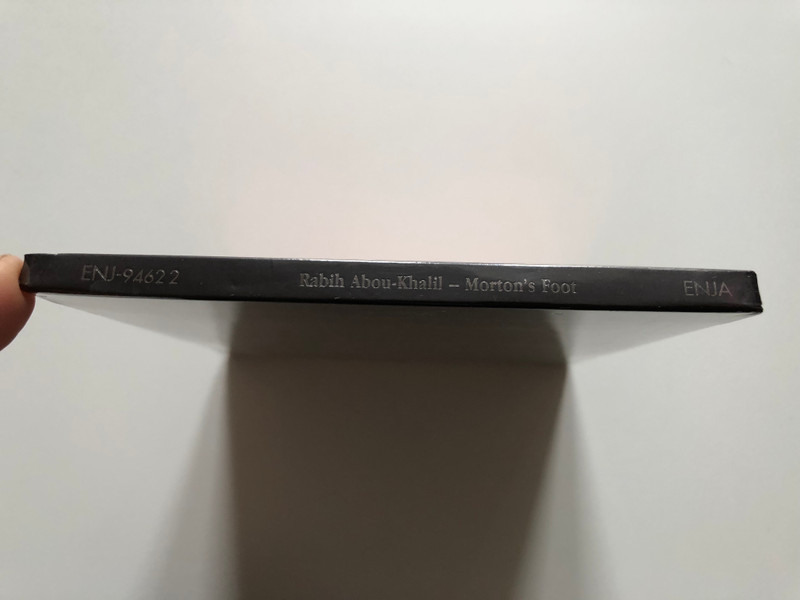 ENJ-9462 2 Rabih Abou-Khalil – Morton's Foot ENJA